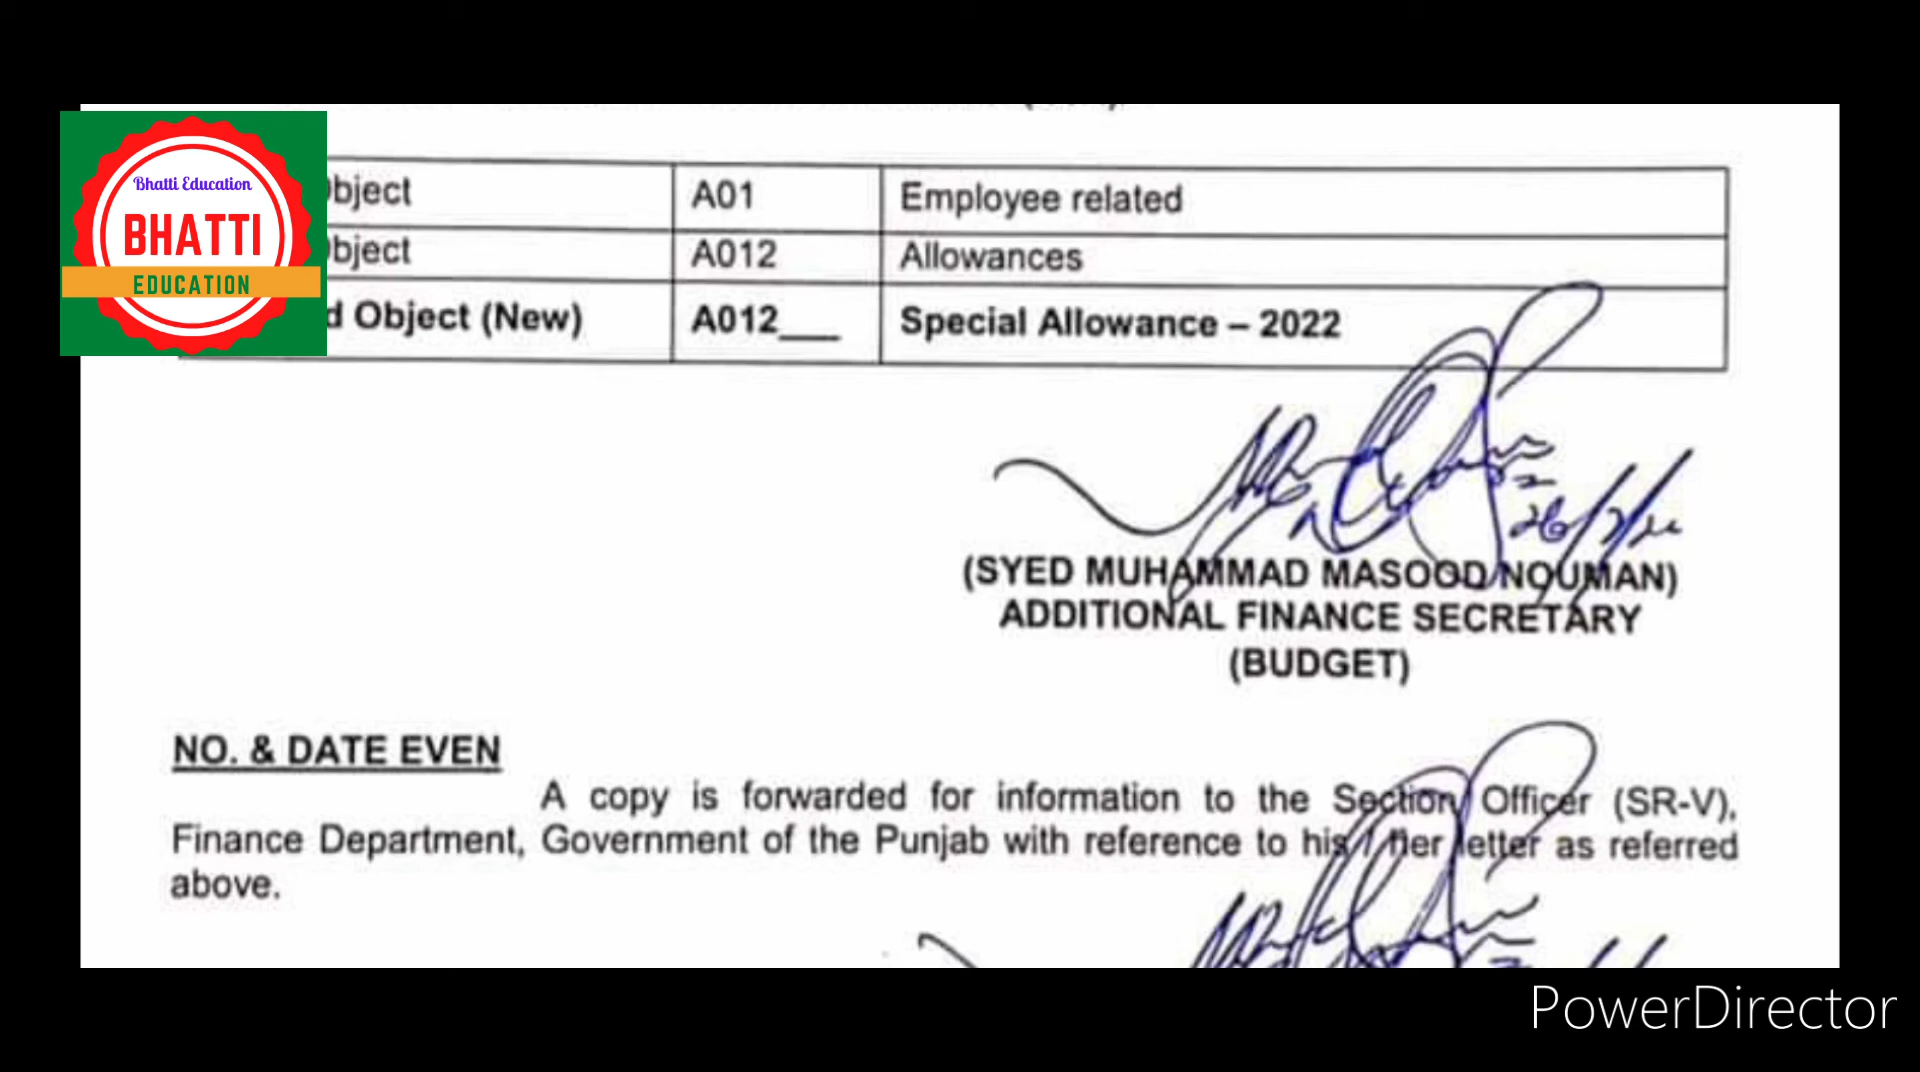 Bhatti Education
BHATTI
EDUCATION
bject A01 Employee related
bject A012 Allowances
d Object (New) A012___ Special Allowance – 2022
(SYED MUHAMMAD MASOOD NOUMAN)
ADDITIONAL FINANCE SECRETARY
(BUDGET)
NO. & DATE EVEN
A copy is forwarded for information to the Section Officer (SR-V),
Finance Department, Government of the Punjab with reference to his / her letter as referred
above.
PowerDirector